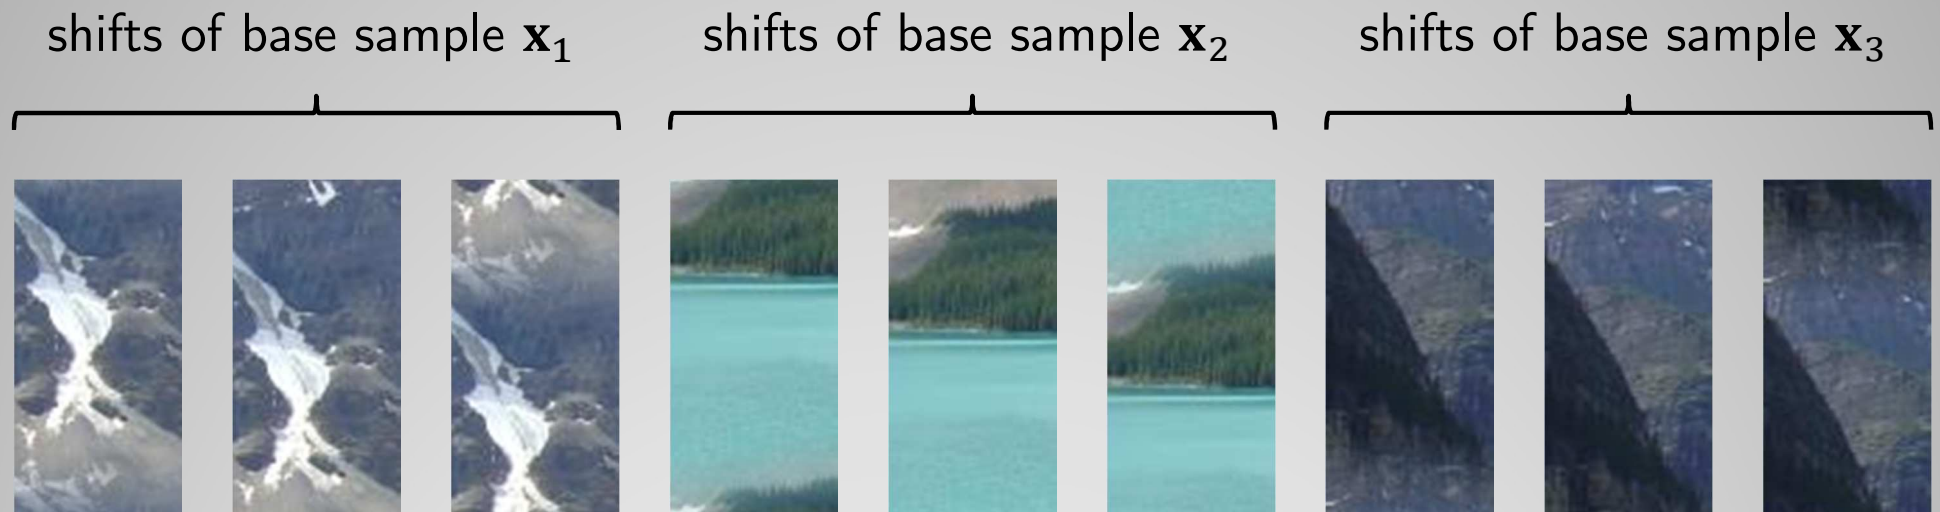 shifts of base sample x₁
shifts of base sample x₂
shifts of base sample x₃